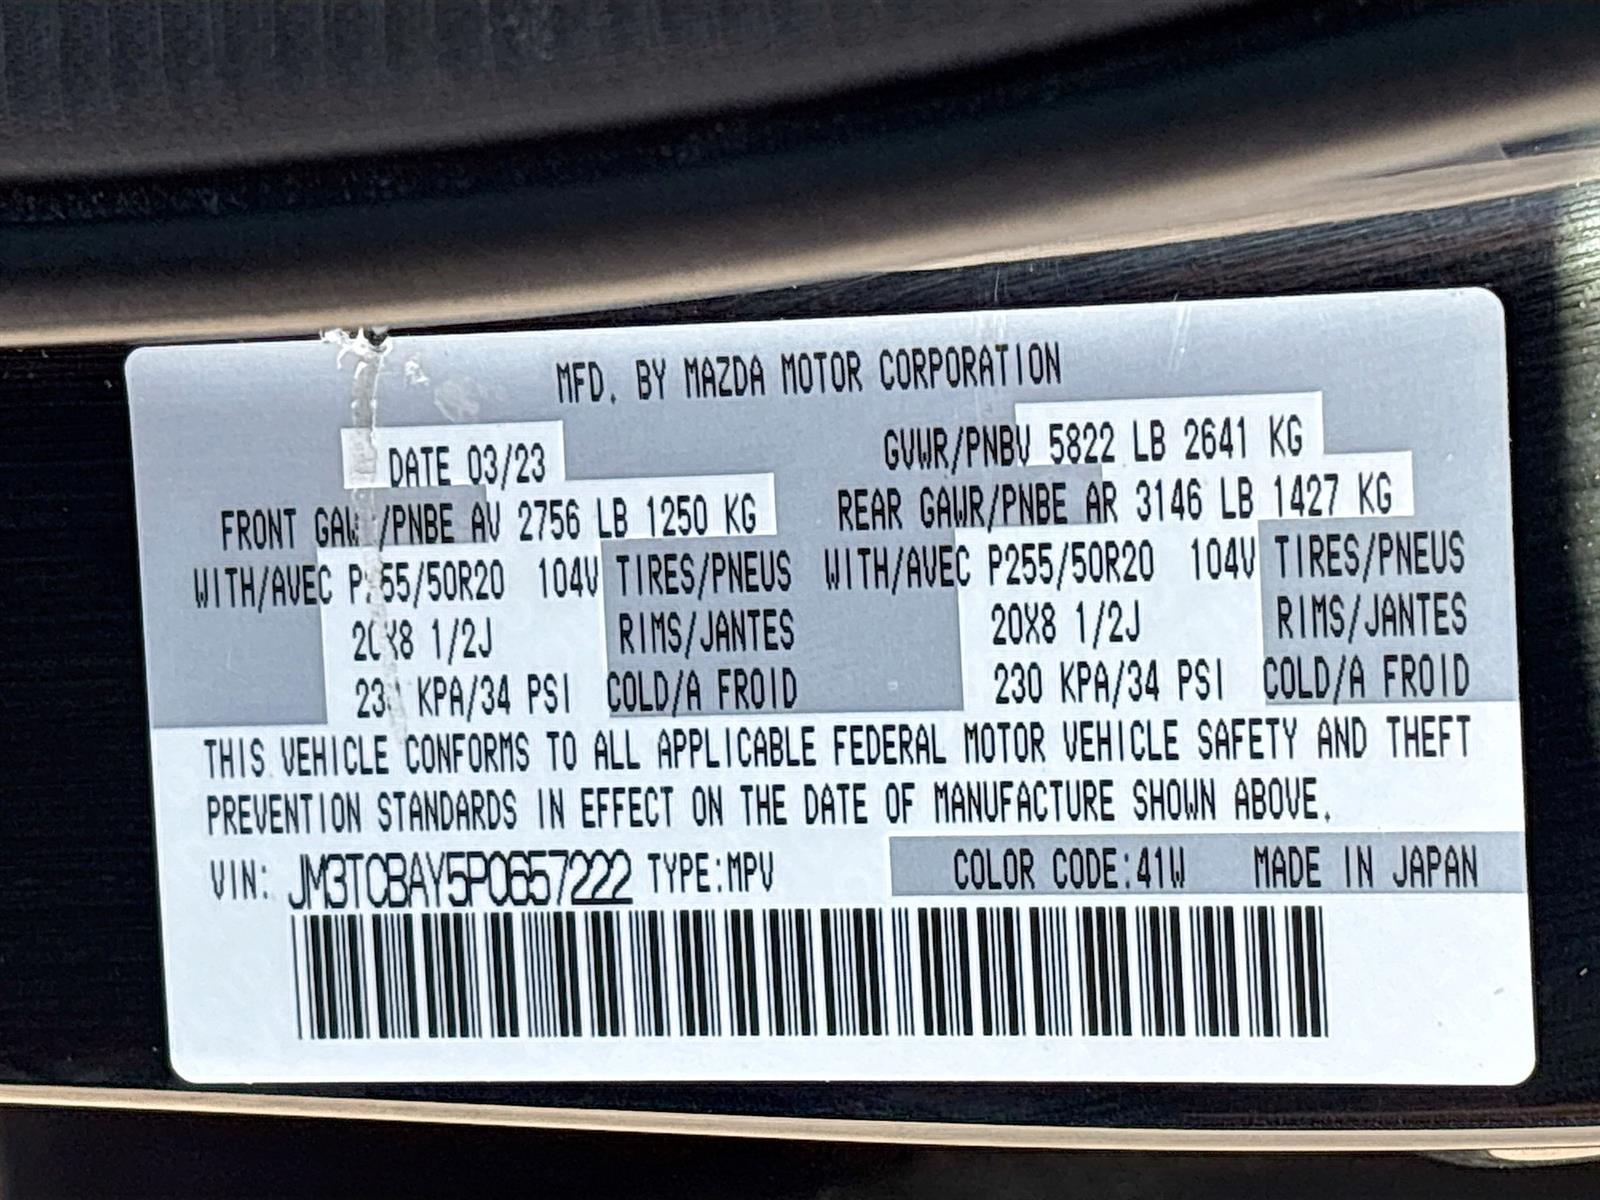 MFD. BY MAZDA MOTOR CORPORATION
DATE 03/23 GVWR/PNBV 5822 LB 2641 KG
FRONT GAW /PNBE AV 2756 LB 1250 KG REAR GAWR/PNBE AR 3146 LB 1427 KG
WITH/AVEC P255/50R20 104V TIRES/PNEUS WITH/AVEC P255/50R20 104V TIRES/PNEUS
20X8 1/2J RIMS/JANTES 20X8 1/2J RIMS/JANTES
230 KPA/34 PSI COLD/A FROID 230 KPA/34 PSI COLD/A FROID
THIS VEHICLE CONFORMS TO ALL APPLICABLE FEDERAL MOTOR VEHICLE SAFETY AND THEFT
PREVENTION STANDARDS IN EFFECT ON THE DATE OF MANUFACTURE SHOWN ABOVE.
VIN: JM3TCBAY5P0657222 TYPE:MPV COLOR CODE:41W MADE IN JAPAN